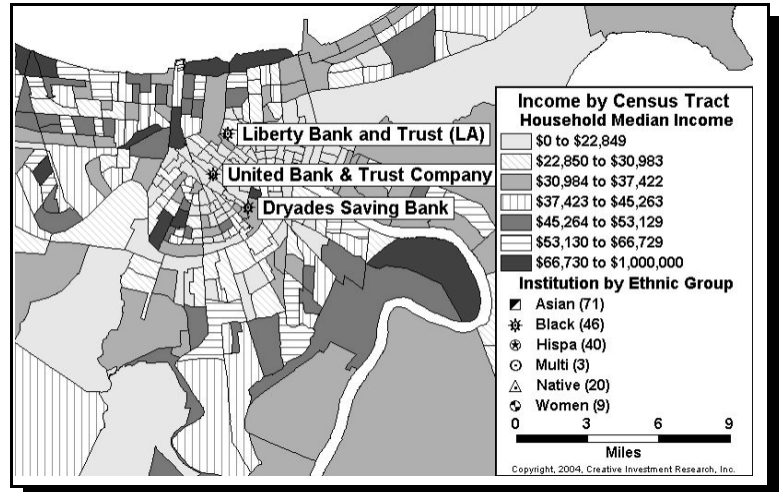 Liberty Bank and Trust (LA)
United Bank & Trust Company
Dryades Saving Bank
Income by Census Tract
Household Median Income
$0 to $22,849
$22,850 to $30,983
$30,984 to $37,422
$37,423 to $45,263
$45,264 to $53,129
$53,130 to $66,729
$66,730 to $1,000,000
Institution by Ethnic Group
Asian (71)
Black (46)
Hispa (40)
Multi (3)
Native (20)
Women (9)
0 3 6 9
Miles
Copyright, 2004, Creative Investment Research, Inc.